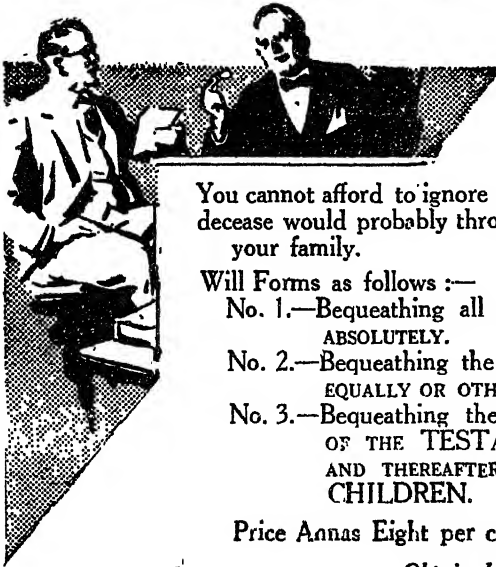 You cannot afford to ignore
decease would probably thro
your family.
Will Forms as follows :—
No. 1.—Bequeathing all
ABSOLUTELY.
No. 2.—Bequeathing the
EQUALLY OR OTH
No. 3.—Bequeathing the
OF THE TESTA
AND THEREAFTER
CHILDREN.
Price Annas Eight per c